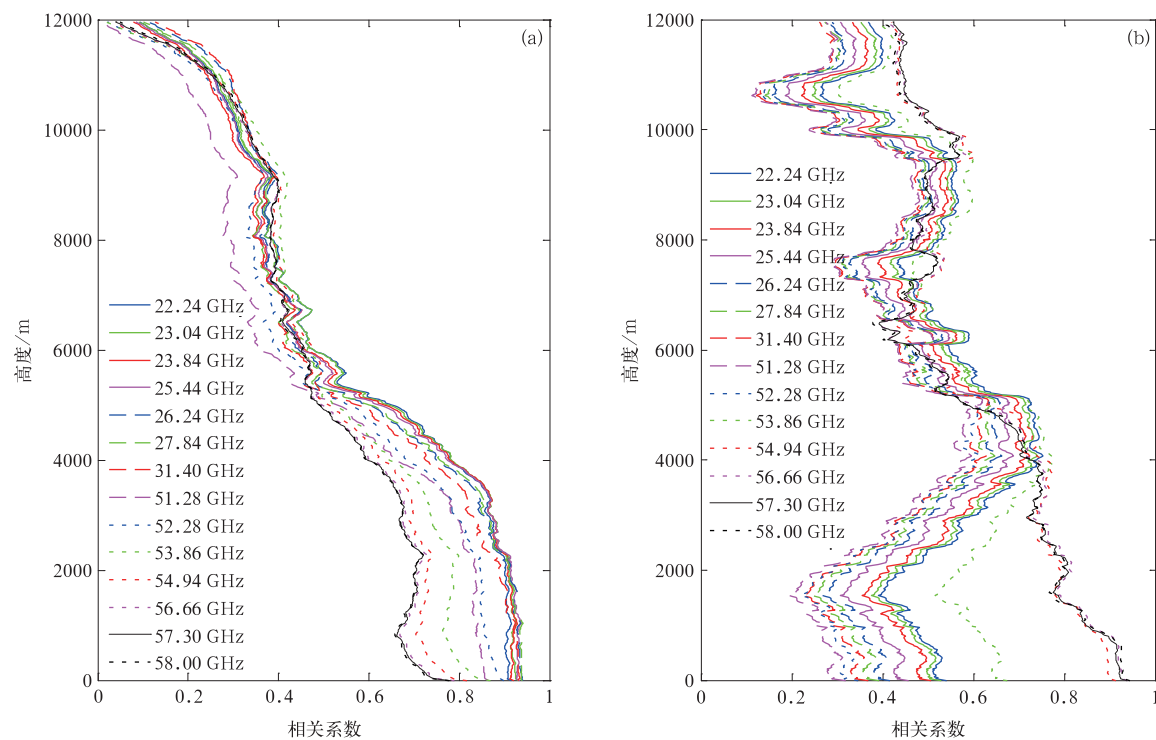 (a)
12000
10000
8000
6000
4000
2000
0
高度/m
22.24 GHz
23.04 GHz
23.84 GHz
25.44 GHz
26.24 GHz
27.84 GHz
31.40 GHz
51.28 GHz
52.28 GHz
53.86 GHz
54.94 GHz
56.66 GHz
57.30 GHz
58.00 GHz
0 0.2 0.4 0.6 0.8 1
相关系数
(b)
12000
10000
8000
6000
4000
2000
0
高度/m
22.24 GHz
23.04 GHz
23.84 GHz
25.44 GHz
26.24 GHz
27.84 GHz
31.40 GHz
51.28 GHz
52.28 GHz
53.86 GHz
54.94 GHz
56.66 GHz
57.30 GHz
58.00 GHz
0 0.2 0.4 0.6 0.8 1
相关系数